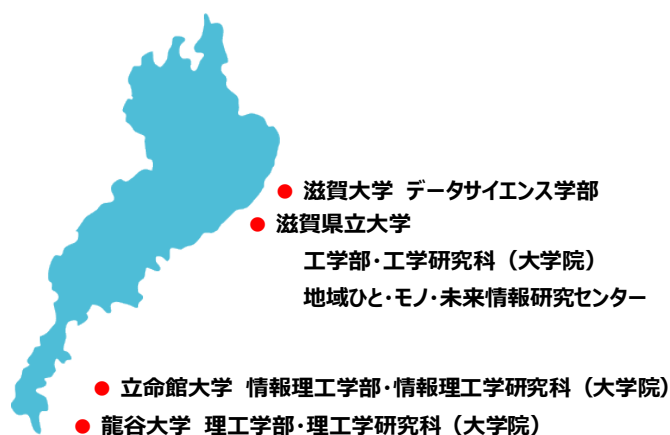 滋賀大学 データサイエンス学部
滋賀県立大学
工学部・工学研究科（大学院）
地域ひと・モノ・未来情報研究センター
立命館大学 情報理工学部・情報理工学研究科（大学院）
龍谷大学 理工学部・理工学研究科（大学院）